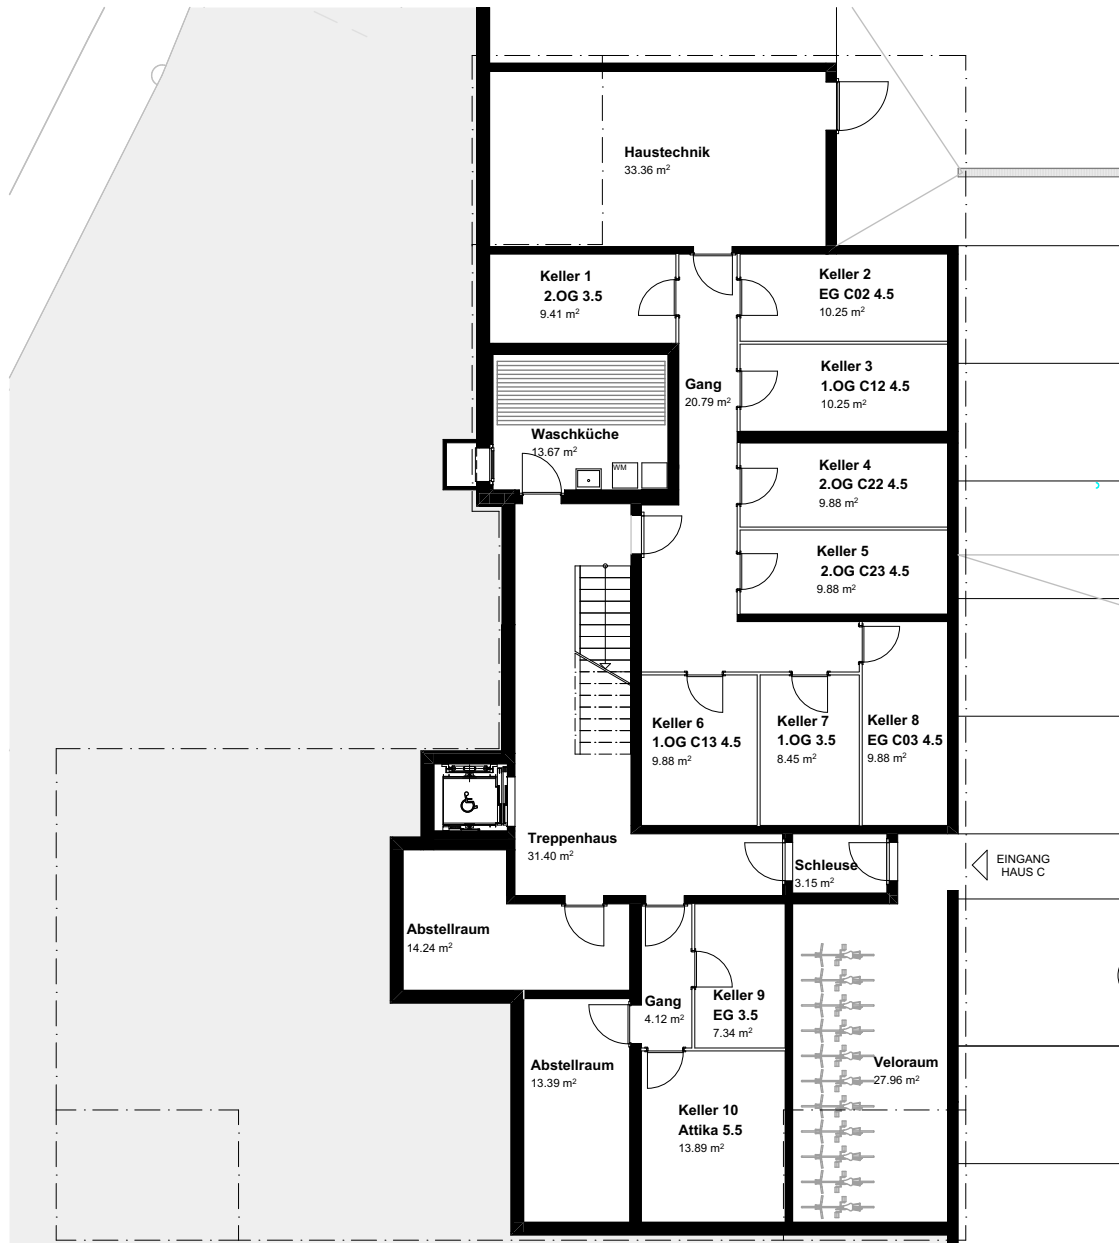 Haustechnik
33.36 m²
Keller 1
2.OG 3.5
9.41 m²
Keller 2
EG C02 4.5
10.25 m²
Keller 3
1.OG C12 4.5
10.25 m²
Gang
20.79 m²
Waschküche
13.67 m²
WM
Keller 4
2.OG C22 4.5
9.88 m²
Keller 5
2.OG C23 4.5
9.88 m²
Keller 6
1.OG C13 4.5
9.88 m²
Keller 7
1.OG 3.5
8.45 m²
Keller 8
EG C03 4.5
9.88 m²
Treppenhaus
31.40 m²
Schleuse
3.15 m²
EINGANG
HAUS C
Abstellraum
14.24 m²
Gang
4.12 m²
Keller 9
EG 3.5
7.34 m²
Abstellraum
13.39 m²
Veloraum
27.96 m²
Keller 10
Attika 5.5
13.89 m²